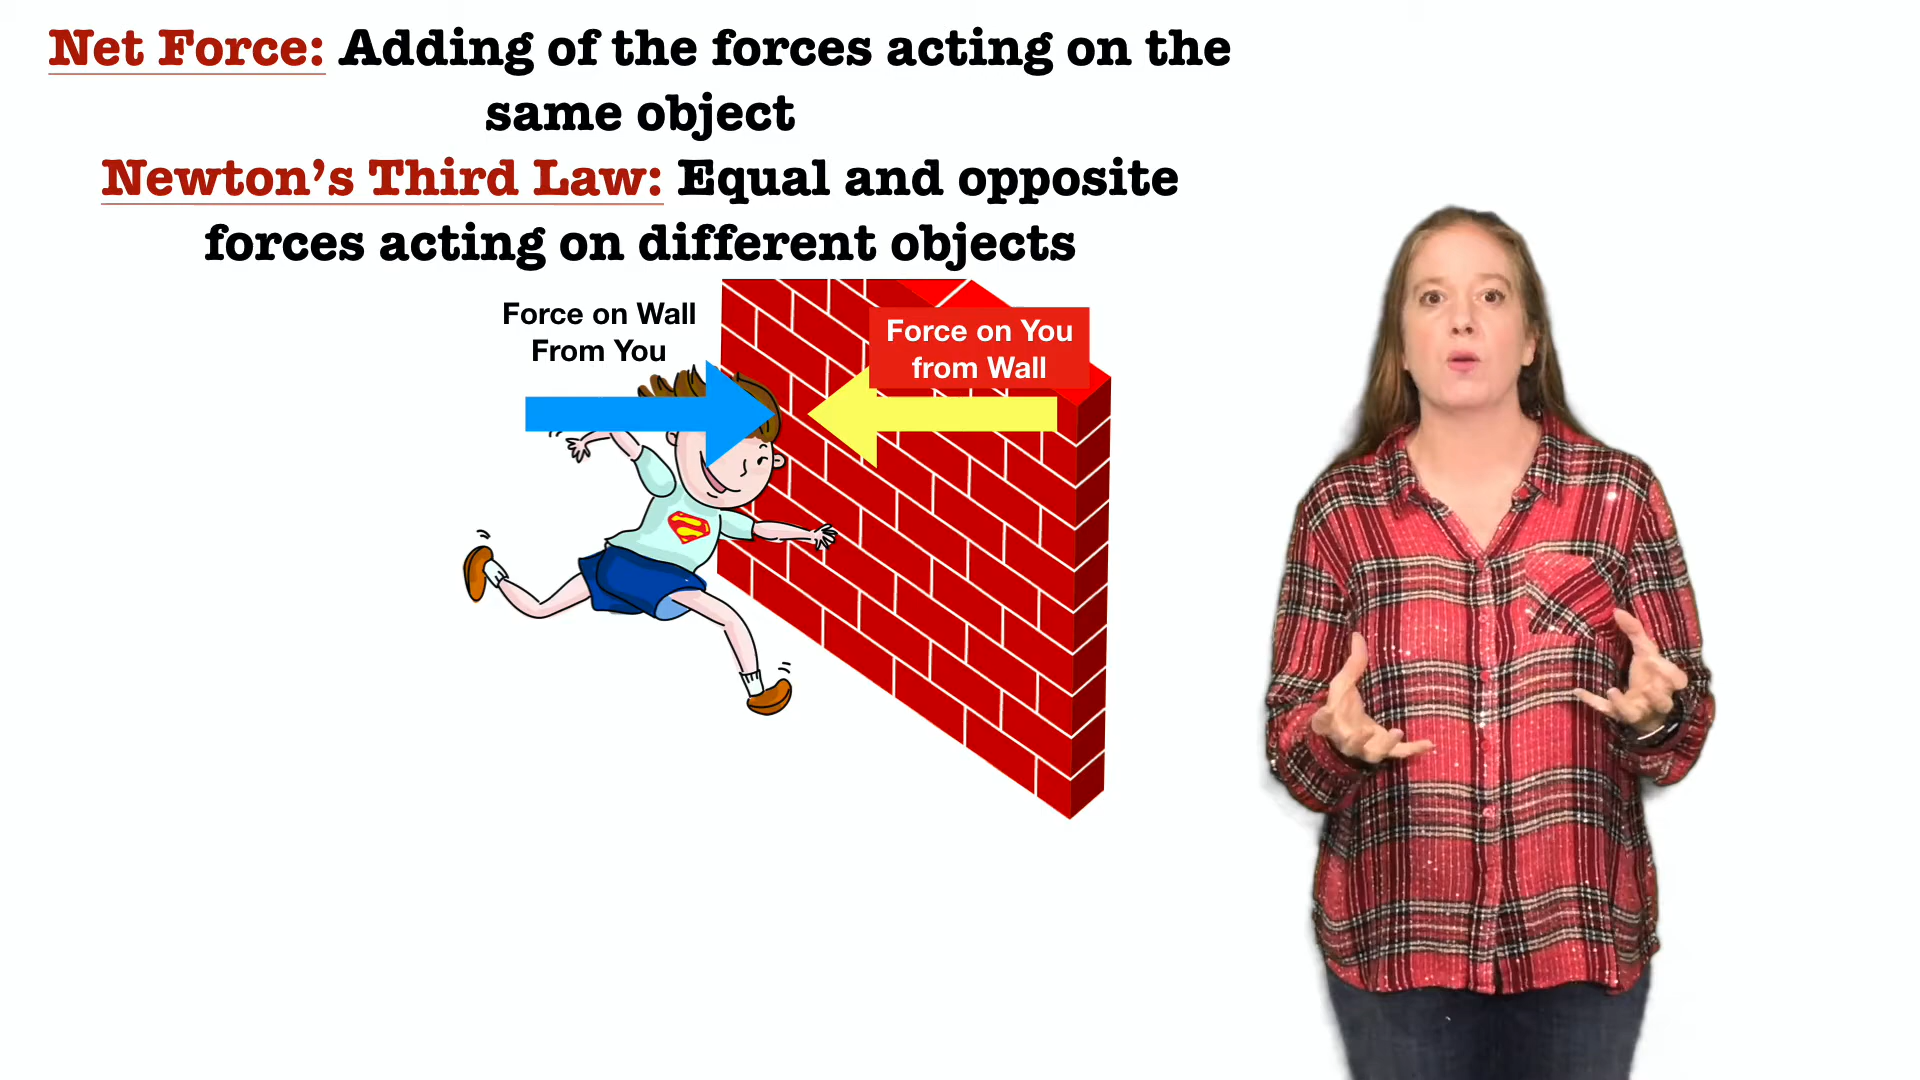 Net Force: Adding of the forces acting on the
same object
Newton’s Third Law: Equal and opposite
forces acting on different objects
Force on Wall
From You
Force on You
from Wall